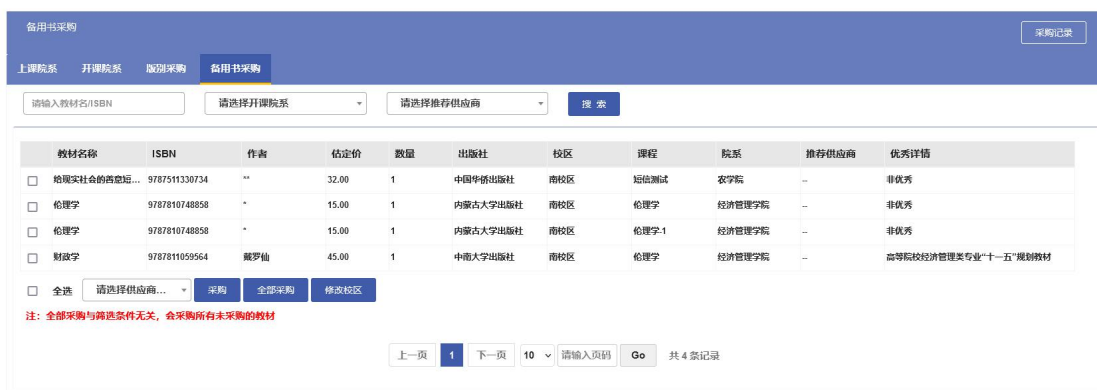 备用书采购 采购记录
上课院系 开课院系 版别采购 备用书采购
请输入教材名/ISBN 请选择开课院系 请选择推荐供应商 搜 索
教材名称 ISBN 作者 估定价 数量 出版社 校区 课程 院系 推荐供应商 优秀详情
给现实社会的善意短... 9787511330734 ** 32.00 1 中国华侨出版社 南校区 短信测试 农学院 -- 非优秀
伦理学 9787810748858 * 15.00 1 内蒙古大学出版社 南校区 伦理学 经济管理学院 -- 非优秀
伦理学 9787810748858 * 15.00 1 内蒙古大学出版社 南校区 伦理学-1 经济管理学院 -- 非优秀
财政学 9787811059564 戴罗仙 45.00 1 中南大学出版社 南校区 伦理学 经济管理学院 -- 高等院校经济管理类专业“十一五”规划教材
全选 请选择供应商... 采购 全部采购 修改校区
注：全部采购与筛选条件无关，会采购所有未采购的教材
上一页 1 下一页 10 请输入页码 Go 共 4 条记录